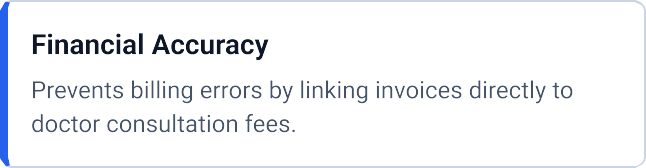 Financial Accuracy
Prevents billing errors by linking invoices directly to
doctor consultation fees.